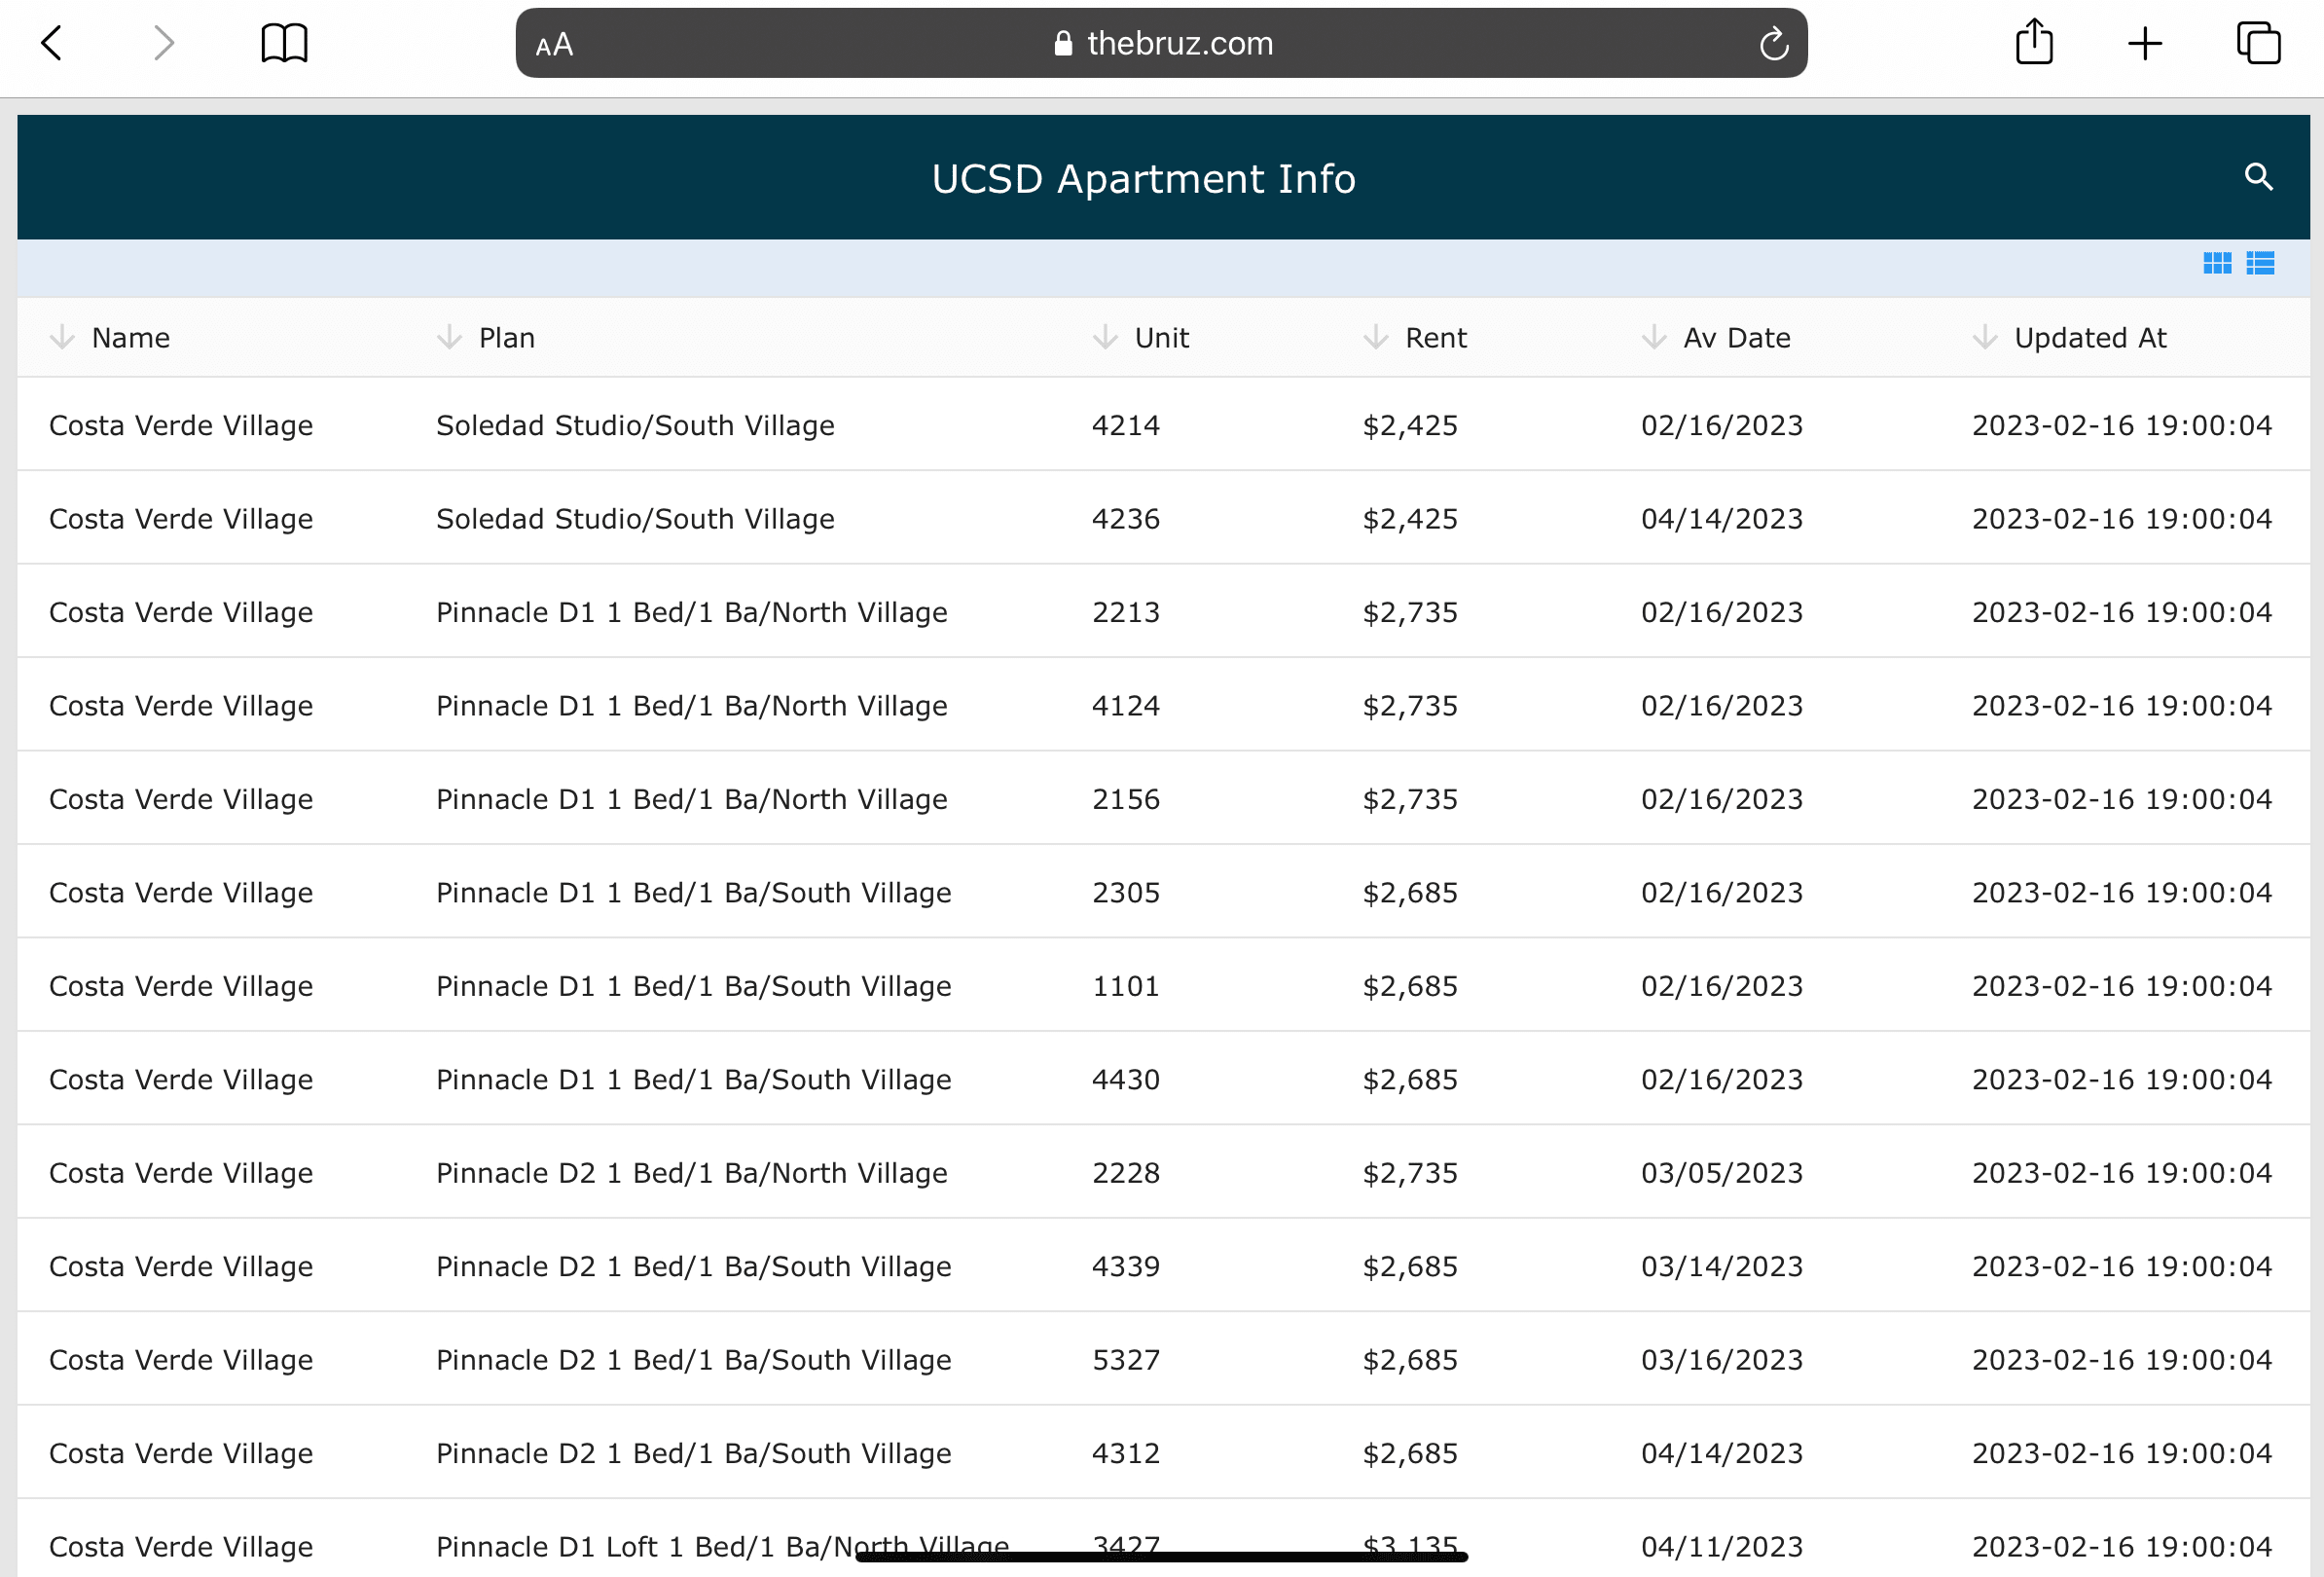 AA thebruz.com
UCSD Apartment Info
Name Plan Unit Rent Av Date Updated At
Costa Verde Village Soledad Studio/South Village 4214 $2,425 02/16/2023 2023-02-16 19:00:04
Costa Verde Village Soledad Studio/South Village 4236 $2,425 04/14/2023 2023-02-16 19:00:04
Costa Verde Village Pinnacle D1 1 Bed/1 Ba/North Village 2213 $2,735 02/16/2023 2023-02-16 19:00:04
Costa Verde Village Pinnacle D1 1 Bed/1 Ba/North Village 4124 $2,735 02/16/2023 2023-02-16 19:00:04
Costa Verde Village Pinnacle D1 1 Bed/1 Ba/North Village 2156 $2,735 02/16/2023 2023-02-16 19:00:04
Costa Verde Village Pinnacle D1 1 Bed/1 Ba/South Village 2305 $2,685 02/16/2023 2023-02-16 19:00:04
Costa Verde Village Pinnacle D1 1 Bed/1 Ba/South Village 1101 $2,685 02/16/2023 2023-02-16 19:00:04
Costa Verde Village Pinnacle D1 1 Bed/1 Ba/South Village 4430 $2,685 02/16/2023 2023-02-16 19:00:04
Costa Verde Village Pinnacle D2 1 Bed/1 Ba/North Village 2228 $2,735 03/05/2023 2023-02-16 19:00:04
Costa Verde Village Pinnacle D2 1 Bed/1 Ba/South Village 4339 $2,685 03/14/2023 2023-02-16 19:00:04
Costa Verde Village Pinnacle D2 1 Bed/1 Ba/South Village 5327 $2,685 03/16/2023 2023-02-16 19:00:04
Costa Verde Village Pinnacle D2 1 Bed/1 Ba/South Village 4312 $2,685 04/14/2023 2023-02-16 19:00:04
Costa Verde Village Pinnacle D1 Loft 1 Bed/1 Ba/North Village 3427 $3,135 04/11/2023 2023-02-16 19:00:04